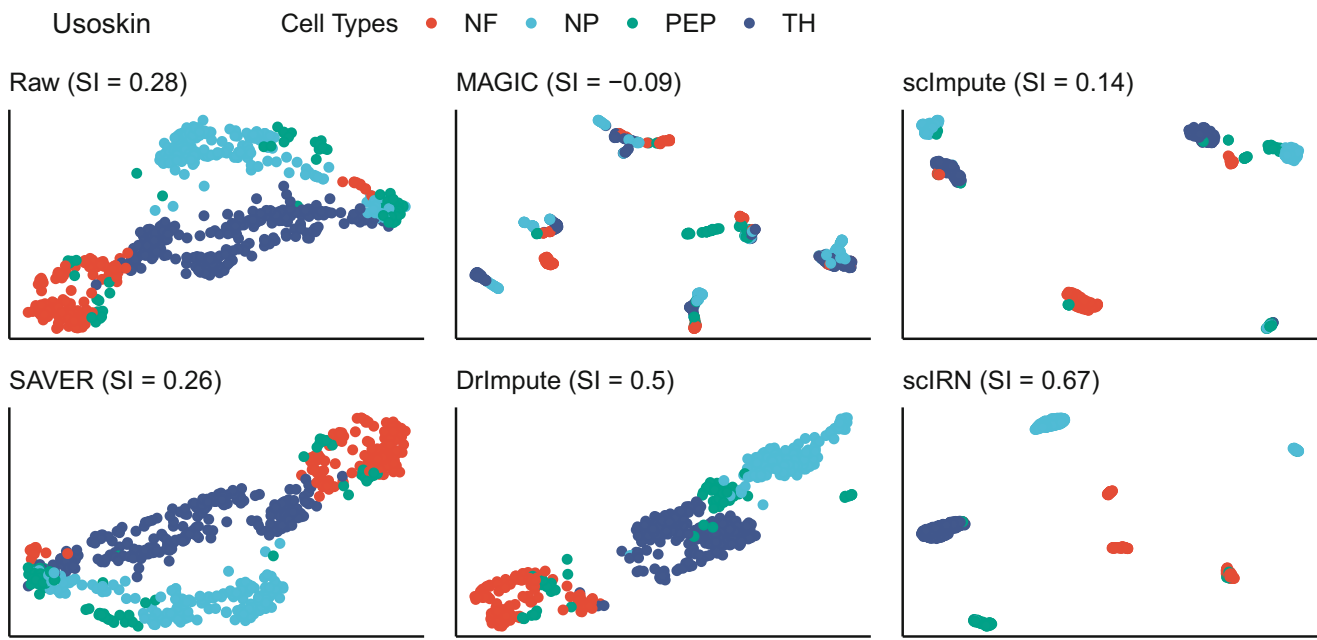 Usoskin Cell Types NF NP PEP TH
Raw (SI = 0.28)
MAGIC (SI = −0.09)
scImpute (SI = 0.14)
SAVER (SI = 0.26)
DrImpute (SI = 0.5)
scIRN (SI = 0.67)